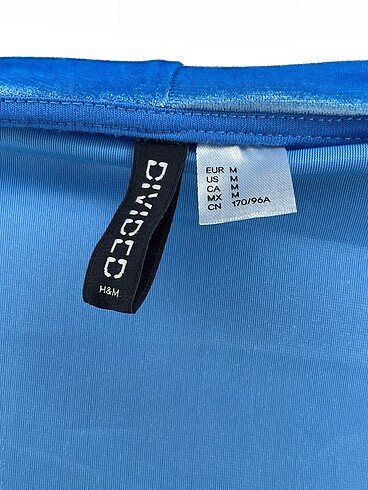 DIVIDED
H&M
EUR M
US M
CA M
MX M
CN 170/96A